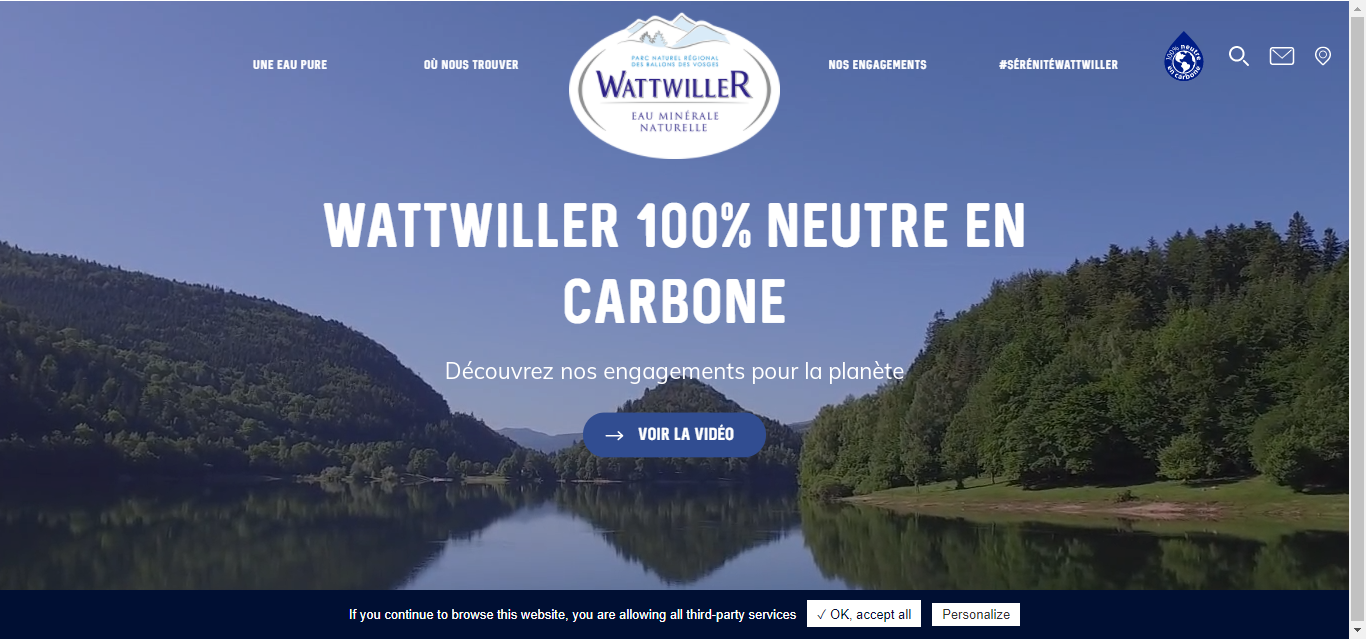 UNE EAU PURE
OÙ NOUS TROUVER
PARC NATUREL RÉGIONAL
DES BALLONS DES VOSGES
WATTWILLER
EAU MINÉRALE
NATURELLE
NOS ENGAGEMENTS
#SÉRÉNITÉWATTWILLER
100% neutre
en carbone
WATTWILLER 100% NEUTRE EN
CARBONE
Découvrez nos engagements pour la planète
→ VOIR LA VIDÉO
If you continue to browse this website, you are allowing all third-party services
✓ OK, accept all
Personalize